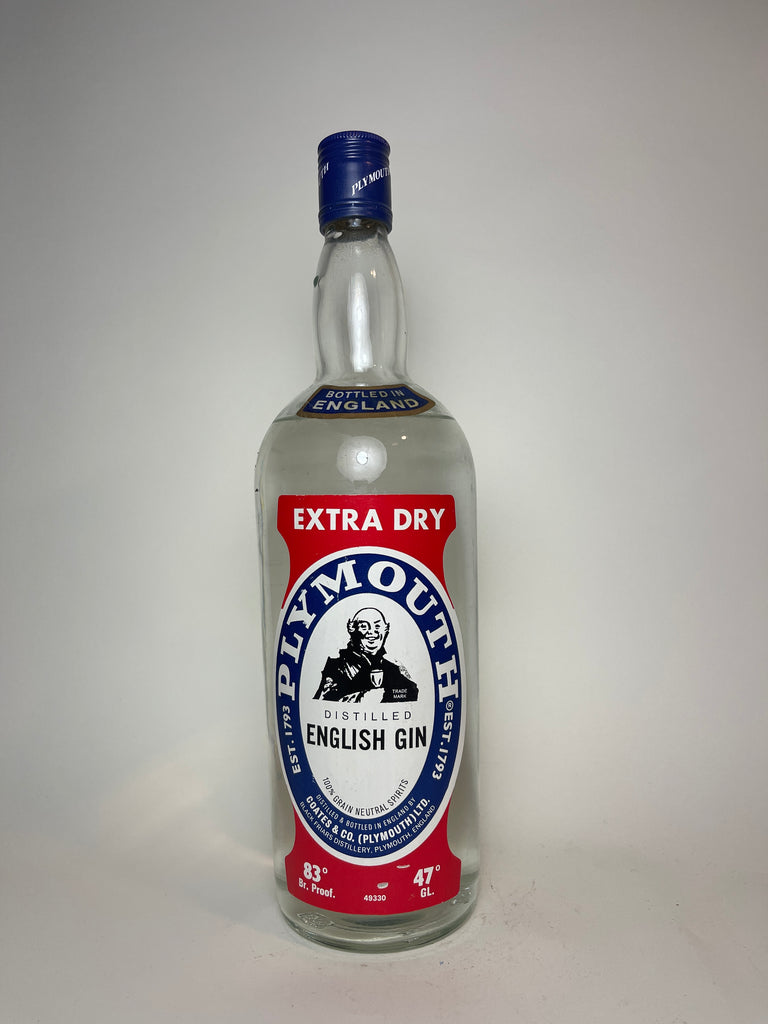 PLYMOUTH
BOTTLED IN
ENGLAND
EXTRA DRY
PLYMOUTH
®
EST. 1793
EST. 1793
TRADE
MARK
DISTILLED
ENGLISH GIN
100% GRAIN NEUTRAL SPIRITS
DISTILLED & BOTTLED IN ENGLAND BY
COATES & CO. (PLYMOUTH) LTD.
BLACK FRIARS DISTILLERY, PLYMOUTH, ENGLAND
83°
Br. Proof.
47°
GL.
49330